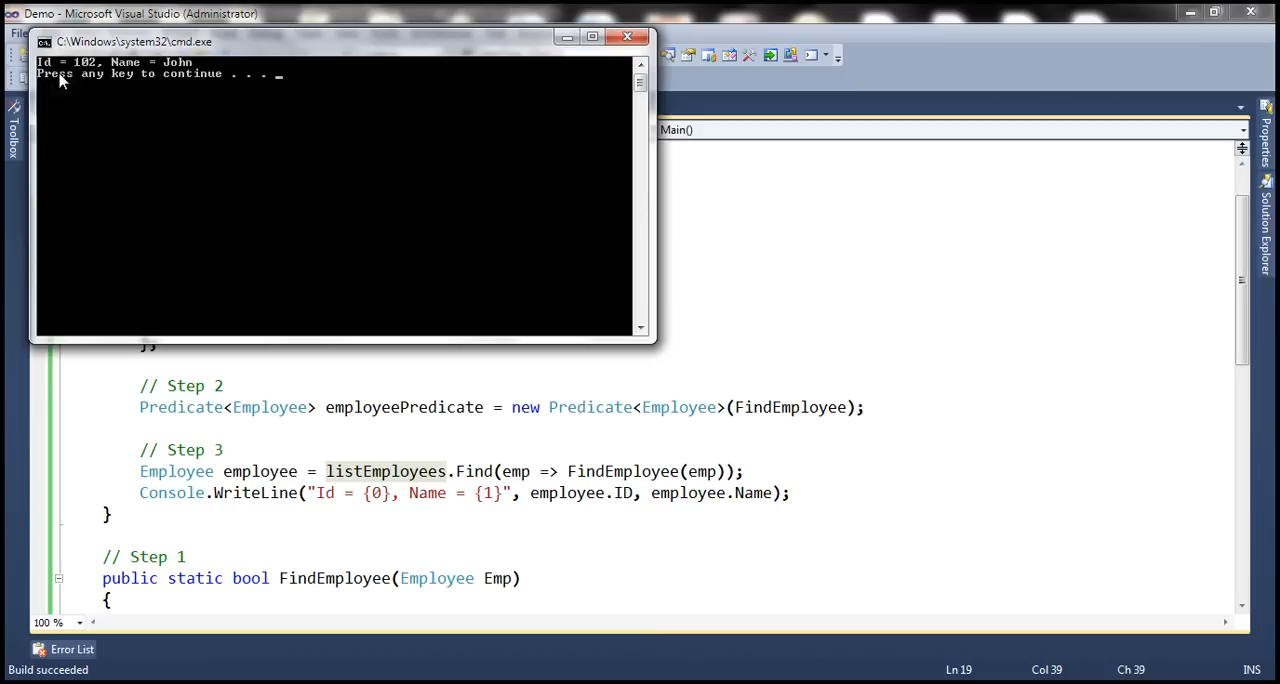 Demo - Microsoft Visual Studio (Administrator)
C:\Windows\system32\cmd.exe
Id = 102, Name = John
Press any key to continue . . . _
Main()
Toolbox
Properties
Solution Explorer
};
// Step 2
Predicate<Employee> employeePredicate = new Predicate<Employee>(FindEmployee);
// Step 3
Employee employee = listEmployees.Find(emp => FindEmployee(emp));
Console.WriteLine("Id = {0}, Name = {1}", employee.ID, employee.Name);
}
// Step 1
public static bool FindEmployee(Employee Emp)
{
100 %
Error List
Build succeeded
Ln 19
Col 39
Ch 39
INS